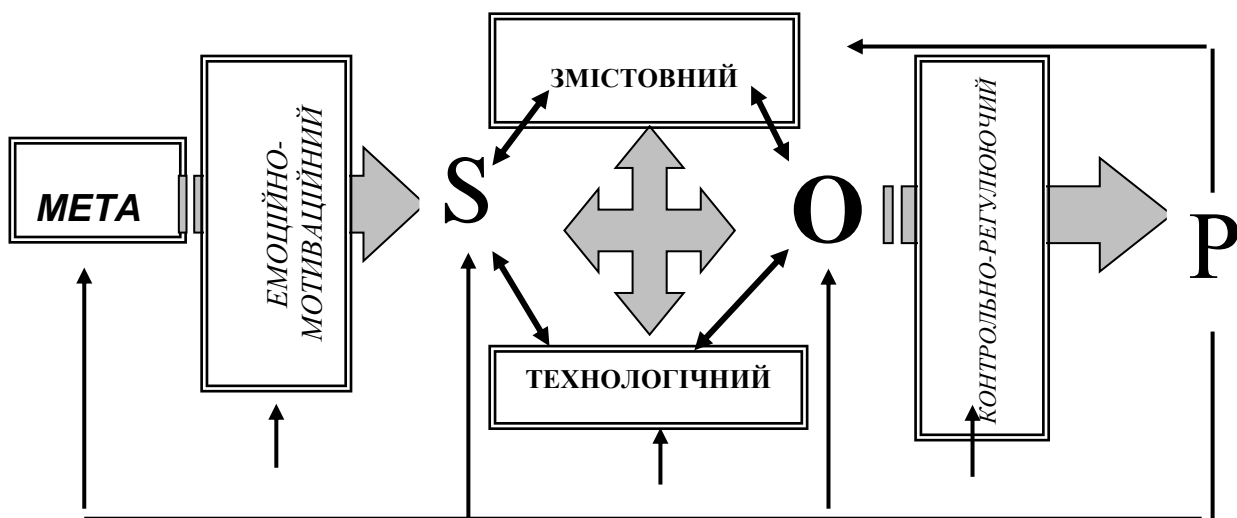 МЕТА
ЕМОЦІЙНО-
МОТИВАЦІЙНИЙ
S
ЗМІСТОВНИЙ
ТЕХНОЛОГІЧНИЙ
О
КОНТРОЛЬНО-РЕГУЛЮЮЧИЙ
Р